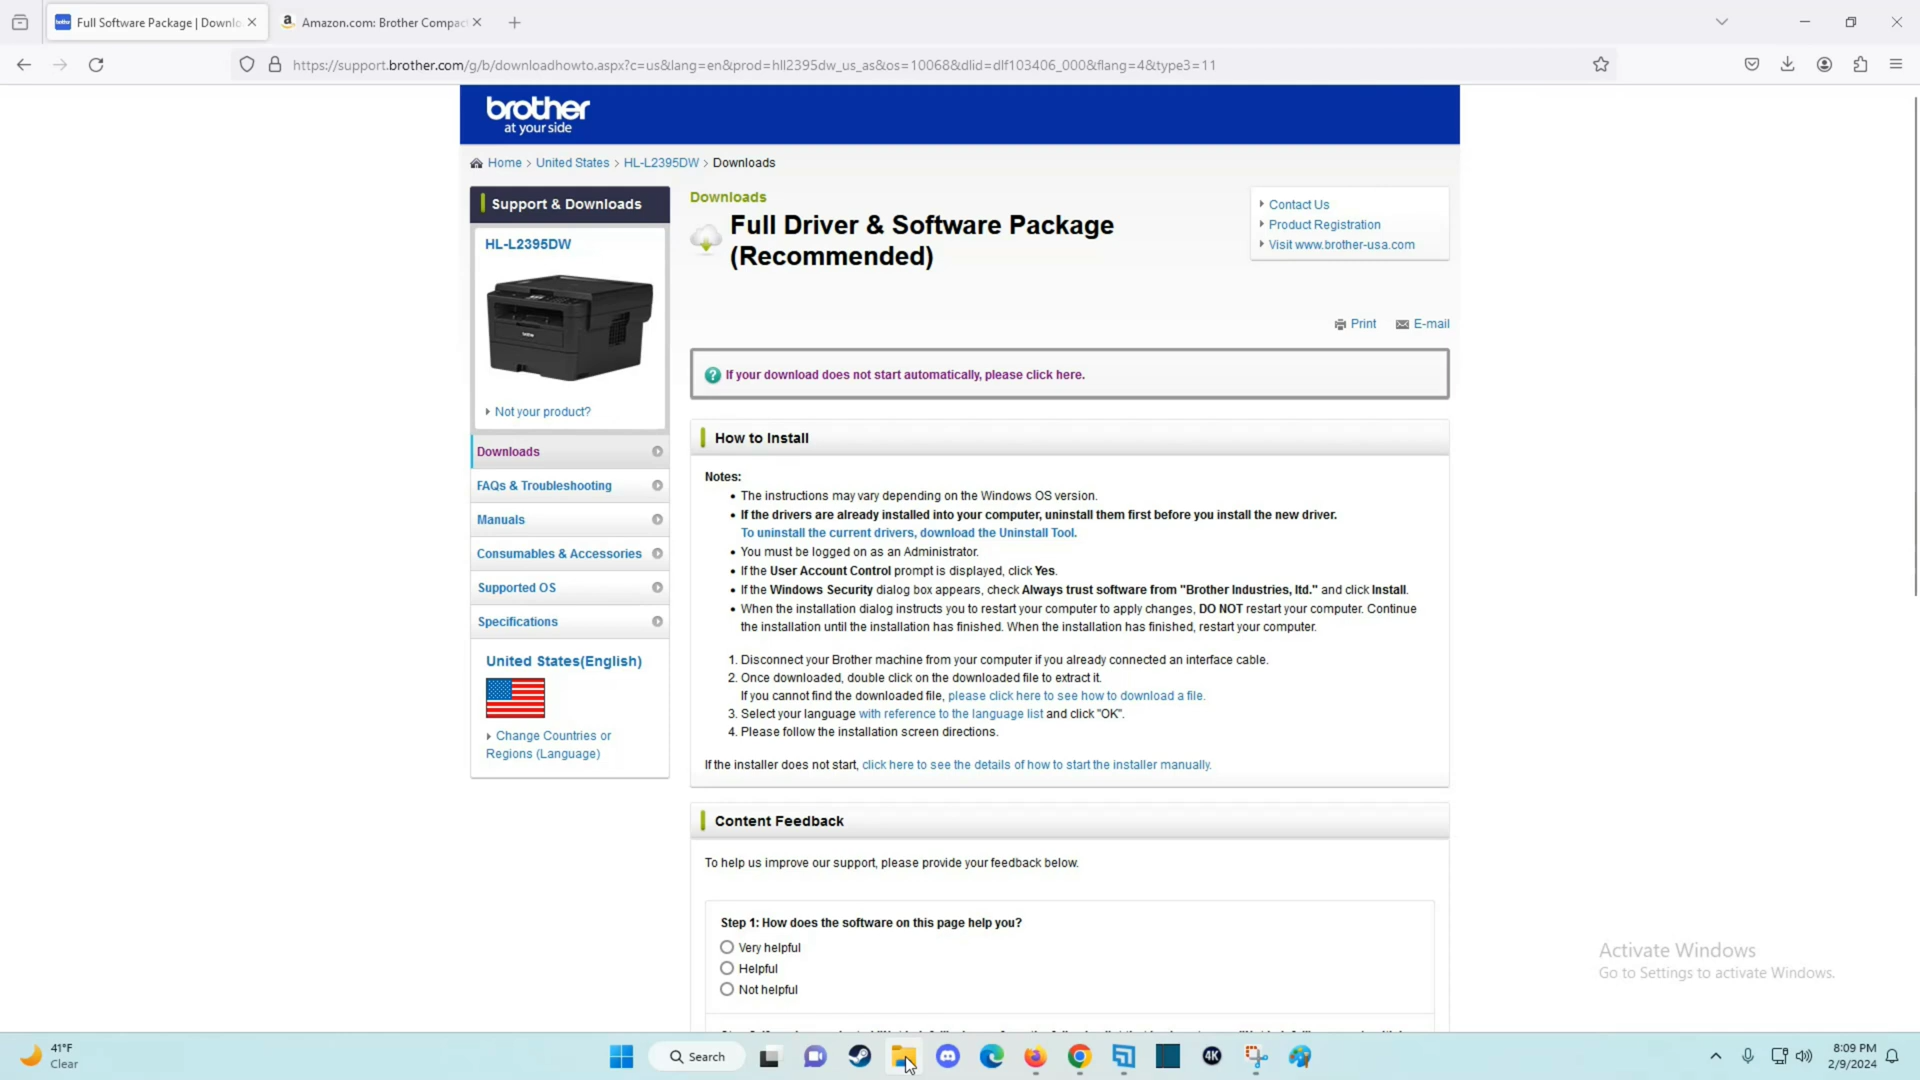 Full Software Package | Downlo
Amazon.com: Brother Compac
https://support.brother.com/g/b/downloadhowto.aspx?c=us&lang=en&prod=hll2395dw_us_as&os=10068&dlid=dlf103406_000&flang=4&type3=11
brother
at your side
Home > United States > HL-L2395DW > Downloads
Support & Downloads
HL-L2395DW
brother
Not your product?
Downloads
FAQs & Troubleshooting
Manuals
Consumables & Accessories
Supported OS
Specifications
United States(English)
Change Countries or
Regions (Language)
Downloads
Full Driver & Software Package
(Recommended)
Contact Us
Product Registration
Visit www.brother-usa.com
Print E-mail
If your download does not start automatically, please click here.
How to Install
Notes:
• The instructions may vary depending on the Windows OS version.
• If the drivers are already installed into your computer, uninstall them first before you install the new driver.
To uninstall the current drivers, download the Uninstall Tool.
• You must be logged on as an Administrator.
• If the User Account Control prompt is displayed, click Yes.
• If the Windows Security dialog box appears, check Always trust software from "Brother Industries, ltd." and click Install.
• When the installation dialog instructs you to restart your computer to apply changes, DO NOT restart your computer. Continue
the installation until the installation has finished. When the installation has finished, restart your computer.
1. Disconnect your Brother machine from your computer if you already connected an interface cable.
2. Once downloaded, double click on the downloaded file to extract it.
If you cannot find the downloaded file, please click here to see how to download a file.
3. Select your language with reference to the language list and click "OK".
4. Please follow the installation screen directions.
If the installer does not start, click here to see the details of how to start the installer manually.
Content Feedback
To help us improve our support, please provide your feedback below.
Step 1: How does the software on this page help you?
Very helpful
Helpful
Not helpful
Activate Windows
Go to Settings to activate Windows.
41°F
Clear
Search
4K
8:09 PM
2/9/2024